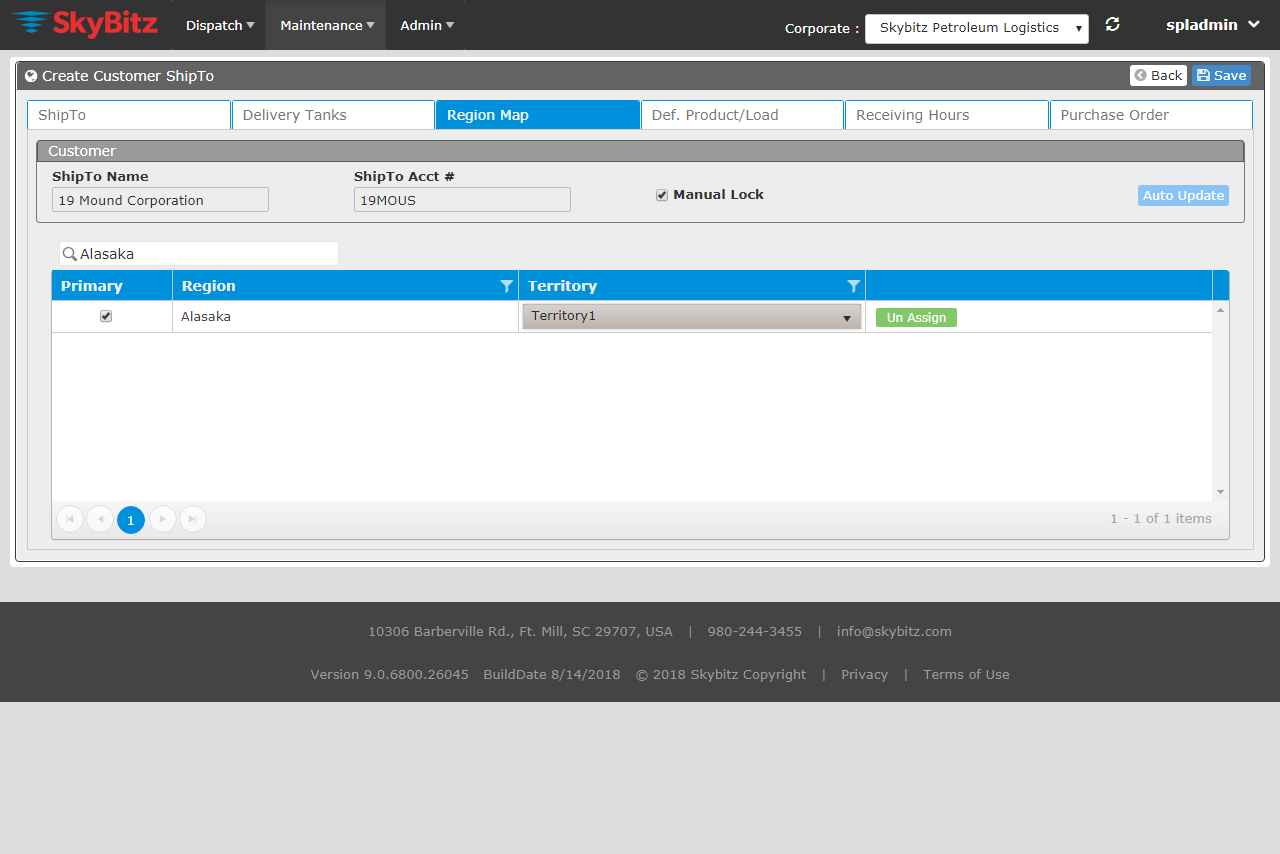 SkyBitz Dispatch Maintenance Admin Corporate : Skybitz Petroleum Logistics spladmin
Create Customer ShipTo Back Save
ShipTo Delivery Tanks Region Map Def. Product/Load Receiving Hours Purchase Order
Customer
ShipTo Name ShipTo Acct #
19 Mound Corporation 19MOUS Manual Lock Auto Update
Alasaka
Primary Region Territory
Alasaka Territory1 Un Assign
1 1 - 1 of 1 items
10306 Barberville Rd., Ft. Mill, SC 29707, USA | 980-244-3455 | info@skybitz.com
Version 9.0.6800.26045 BuildDate 8/14/2018 © 2018 Skybitz Copyright | Privacy | Terms of Use